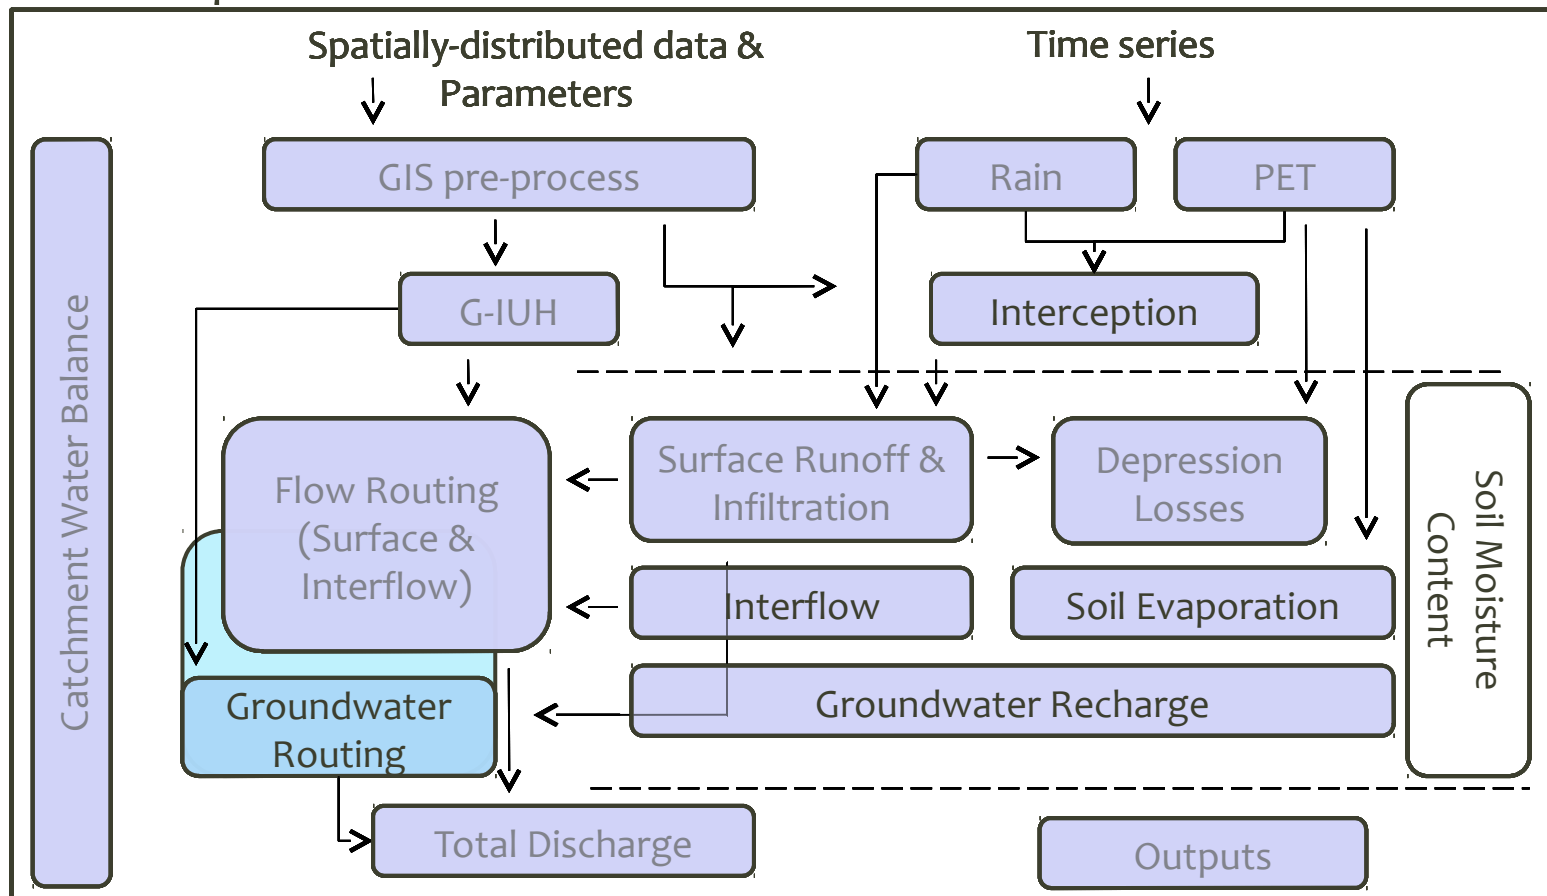 Spatially-distributed data &
Parameters
Time series
GIS pre-process
Rain
PET
G-IUH
Interception
Catchment Water Balance
Flow Routing
(Surface &
Interflow)
Surface Runoff &
Infiltration
Depression
Losses
Soil Moisture
Content
Interflow
Soil Evaporation
Groundwater
Routing
Groundwater Recharge
Total Discharge
Outputs